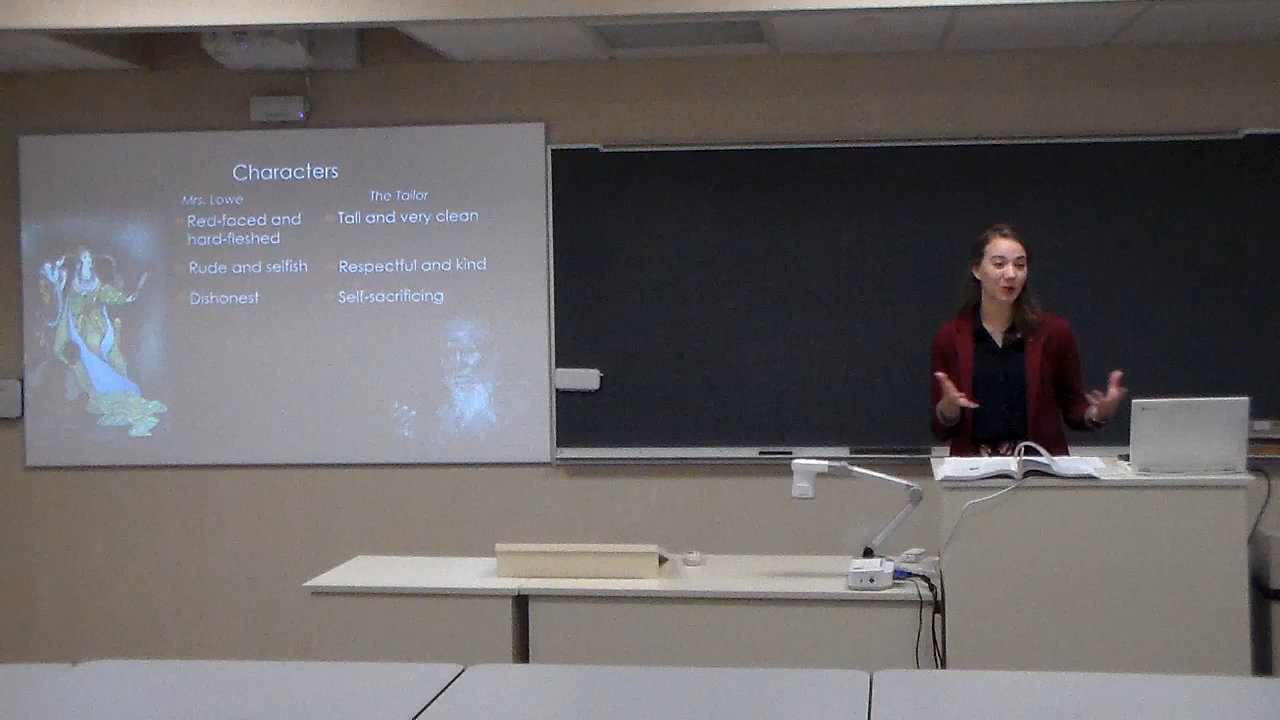 Characters
Mrs. Lowe
The Tailor
Red-faced and
hard-fleshed
Tall and very clean
Rude and selfish
Respectful and kind
Dishonest
Self-sacrificing